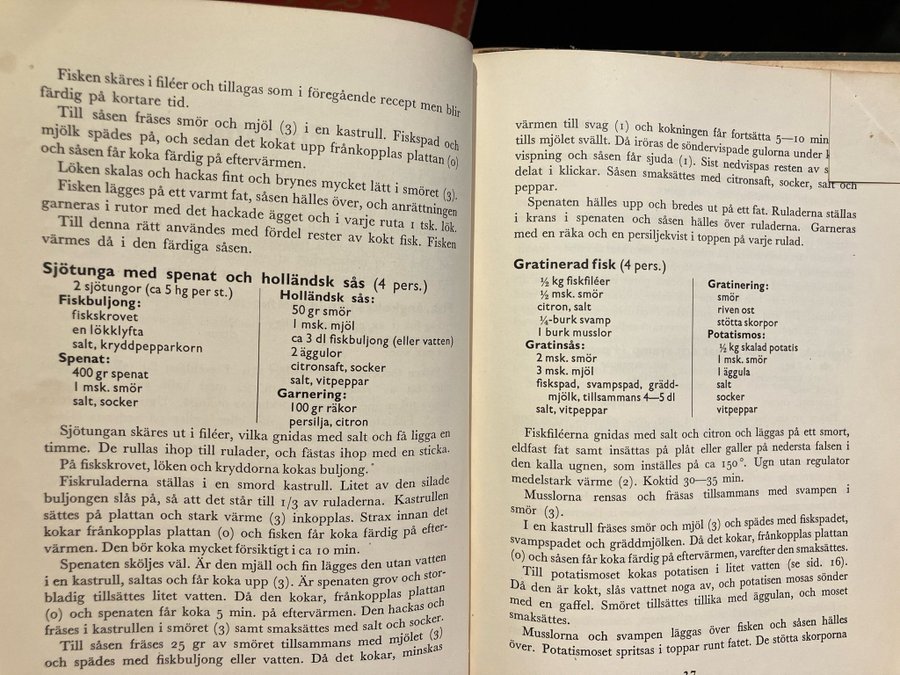 Fisken skäres i filéer och tillagas som i föregående recept men blir
färdig på kortare tid.
Till såsen fräses smör och mjöl (3) i en kastrull. Fiskspad och
mjölk spädes på, och sedan det kokat upp frånkopplas plattan (0)
och såsen får koka färdig på eftervärmen.
Löken skalas och hackas fint och brynes mycket lätt i smöret (3).
Fisken lägges på ett varmt fat, såsen hälles över, och anrättningen
garneras i rutor med det hackade ägget och i varje ruta 1 tsk. lök.
Till denna rätt användes med fördel rester av kokt fisk. Fisken
värmes då i den färdiga såsen.
Sjötunga med spenat och holländsk sås (4 pers.)
2 sjötungor (ca 5 hg per st.)
Fiskbuljong:
fiskskrovet
en lökklyfta
salt, kryddpepparkorn
Spenat:
400 gr spenat
1 msk. smör
salt, socker
Holländsk sås:
50 gr smör
1 msk. mjöl
ca 3 dl fiskbuljong (eller vatten)
2 äggulor
citronsaft, socker
salt, vitpeppar
Garnering:
100 gr räkor
persilja, citron
Sjötungan skäres ut i filéer, vilka gnidas med salt och få ligga en
timme. De rullas ihop till rulader, och fästas ihop med en sticka.
På fiskskrovet, löken och kryddorna kokas buljong.
Fiskruladerna ställas i en smord kastrull. Litet av den silade
buljongen slås på, så att det står till 1/3 av ruladerna. Kastrullen
sättes på plattan och stark värme (3) inkopplas. Strax innan det
kokar frånkopplas plattan (0) och fisken får koka färdig på efter-
värmen. Den bör koka mycket försiktigt i ca 10 min.
Spenaten sköljes väl. Är den mjäll och fin lägges den utan vatten
i en kastrull, saltas och får koka upp (3). Är spenaten grov och stor-
bladig tillsättes litet vatten. Då den kokar, frånkopplas plattan
(0) och spenaten får koka 5 min. på eftervärmen. Den hackas och
fräses i kastrullen i smöret (3) samt smaksättes med salt och socker.
Till såsen fräses 25 gr av smöret tillsammans med mjölet (3)
och spädes med fiskbuljong eller vatten. Då det kokar, minskas
värmen till svag (1) och kokningen får fortsätta 5—10 min
tills mjölet svällt. Då iröras de söndervispade gulorna under
vispning och såsen får sjuda (1). Sist nedvispas resten av
delat i klickar. Såsen smaksättes med citronsaft, socker, salt och
peppar.
Spenaten hälles upp och bredes ut på ett fat. Ruladerna ställas
i krans i spenaten och såsen hälles över ruladerna. Garneras
med en räka och en persiljekvist i toppen på varje rulad.
Gratinerad fisk (4 pers.)
½ kg fiskfiléer
½ msk. smör
citron, salt
¼-burk svamp
1 burk musslor
Gratinsås:
2 msk. smör
3 msk. mjöl
fiskspad, svampspad, grädd-
mjölk, tillsammans 4—5 dl
salt, vitpeppar
Gratinering:
smör
riven ost
stötta skorpor
Potatismos:
½ kg skalad potatis
1 msk. smör
1 äggula
salt
socker
vitpeppar
Fiskfiléerna gnidas med salt och citron och läggas på ett smort,
eldfast fat samt insättas på plåt eller galler på nedersta falsen i
den kalla ugnen, som inställes på ca 150°. Ugn utan regulator
medelstark värme (2). Koktid 30—35 min.
Musslorna rensas och fräsas tillsammans med svampen i
smör (3).
I en kastrull fräses smör och mjöl (3) och spädes med fiskspadet,
svampspadet och gräddmjölken. Då det kokar, frånkopplas plattan
(0) och såsen får koka färdig på eftervärmen, varefter den smaksättes.
Till potatismoset kokas potatisen i litet vatten (se sid. 16).
Då den är kokt, slås vattnet noga av, och potatisen mosas sönder
med en gaffel. Smöret tillsättes tillika med äggulan, och moset
smaksättes.
Musslorna och svampen läggas över fisken och såsen hälles
över. Potatismoset spritsas i toppar runt fatet. De stötta skorporna